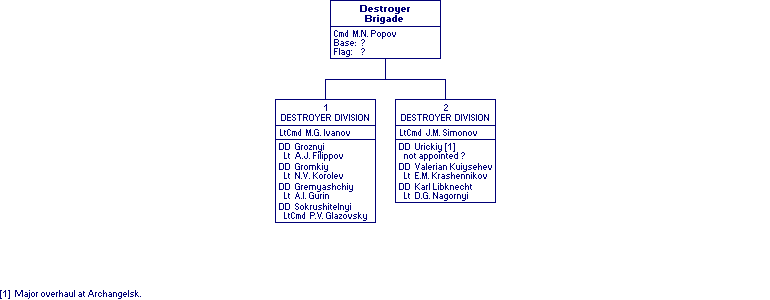 Destroyer
Brigade
Cmd M.N. Popov
Base: ?
Flag: ?
1
DESTROYER DIVISION
LtCmd M.G. Ivanov
DD Groznyi
Lt A.J. Filippov
DD Gromkiy
Lt N.V. Korolev
DD Gremyashchiy
Lt A.I. Gurin
DD Sokrushitelnyi
LtCmd P.V. Glazovsky
2
DESTROYER DIVISION
LtCmd J.M. Simonov
DD Urickiy [1]
not appointed ?
DD Valerian Kuiysehev
Lt E.M. Krashennikov
DD Karl Libknecht
Lt D.G. Nagornyi
[1] Major overhaul at Archangelsk.